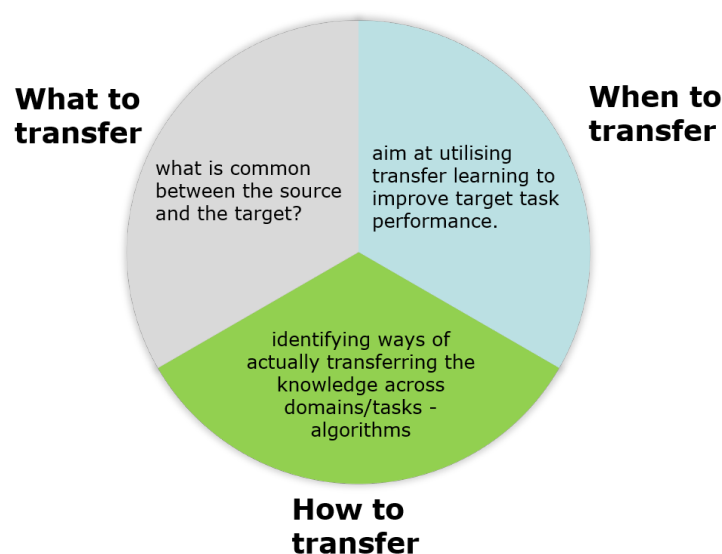 What to
transfer
what is common
between the source
and the target?
When to
transfer
aim at utilising
transfer learning to
improve target task
performance.
identifying ways of
actually transferring the
knowledge across
domains/tasks -
algorithms
How to
transfer